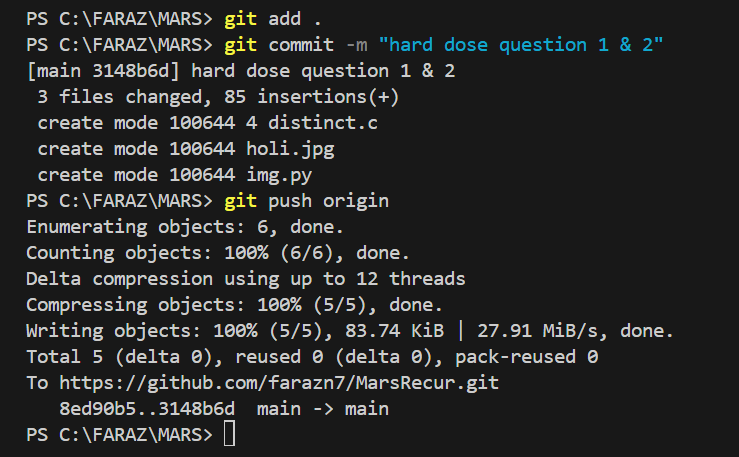 PS C:\FARAZ\MARS> git add .
PS C:\FARAZ\MARS> git commit -m "hard dose question 1 & 2"
[main 3148b6d] hard dose question 1 & 2
 3 files changed, 85 insertions(+)
 create mode 100644 4 distinct.c
 create mode 100644 holi.jpg
 create mode 100644 img.py
PS C:\FARAZ\MARS> git push origin
Enumerating objects: 6, done.
Counting objects: 100% (6/6), done.
Delta compression using up to 12 threads
Compressing objects: 100% (5/5), done.
Writing objects: 100% (5/5), 83.74 KiB | 27.91 MiB/s, done.
Total 5 (delta 0), reused 0 (delta 0), pack-reused 0
To https://github.com/farazn7/MarsRecur.git
   8ed90b5..3148b6d  main -> main
PS C:\FARAZ\MARS>